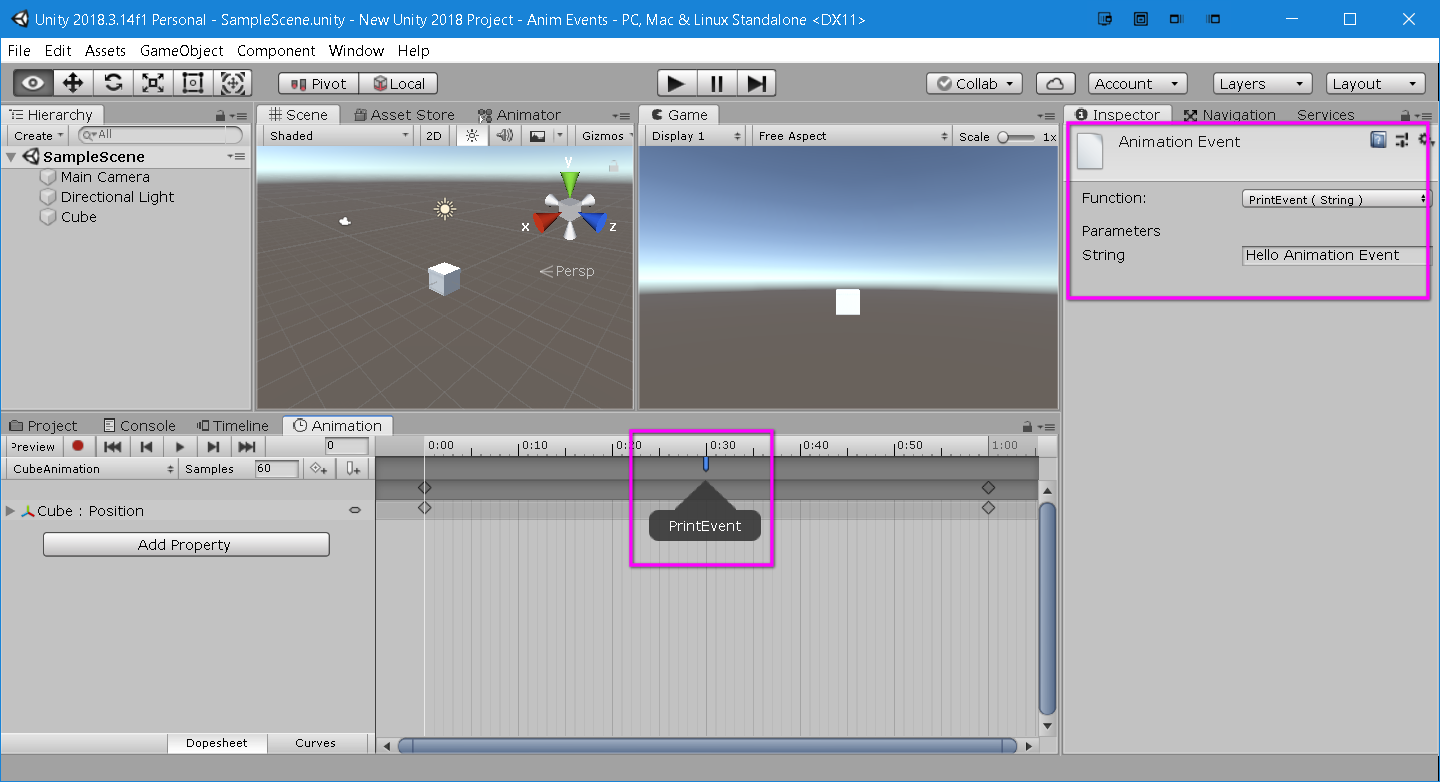 Unity 2018.3.14f1 Personal - SampleScene.unity - New Unity 2018 Project - Anim Events - PC, Mac & Linux Standalone <DX11>
File Edit Assets GameObject Component Window Help
Pivot Local Collab Account Layers Layout
Hierarchy
Create All
SampleScene
Main Camera
Directional Light
Cube
Scene Asset Store Animator
Shaded 2D Gizmos
y
x z
Persp
Game
Display 1 Free Aspect Scale 1x
Inspector Navigation Services
Animation Event
Function: PrintEvent ( String )
Parameters
String Hello Animation Event
Project Console Timeline Animation
Preview 0
CubeAnimation Samples 60
Cube : Position
Add Property
Dopesheet Curves
0:00 0:10 0:20 0:30 0:40 0:50 1:00
PrintEvent